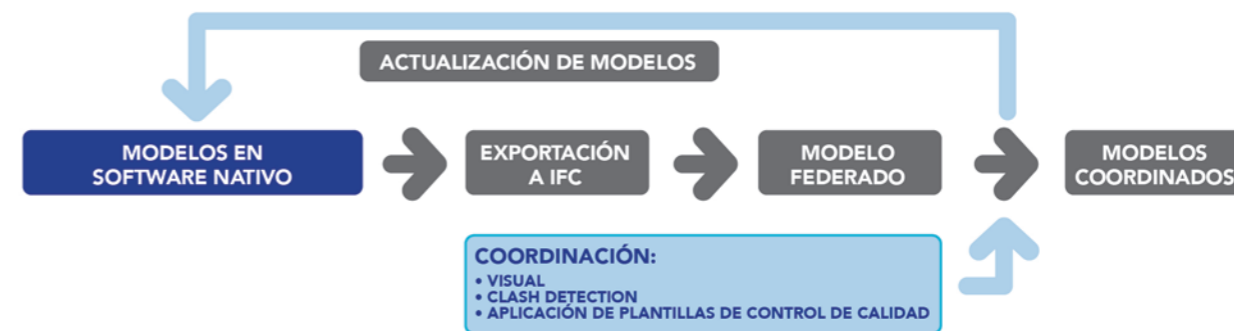 ACTUALIZACIÓN DE MODELOS
MODELOS EN
SOFTWARE NATIVO
EXPORTACIÓN
A IFC
MODELO
FEDERADO
MODELOS
COORDINADOS
COORDINACIÓN:
• VISUAL
• CLASH DETECTION
• APLICACIÓN DE PLANTILLAS DE CONTROL DE CALIDAD